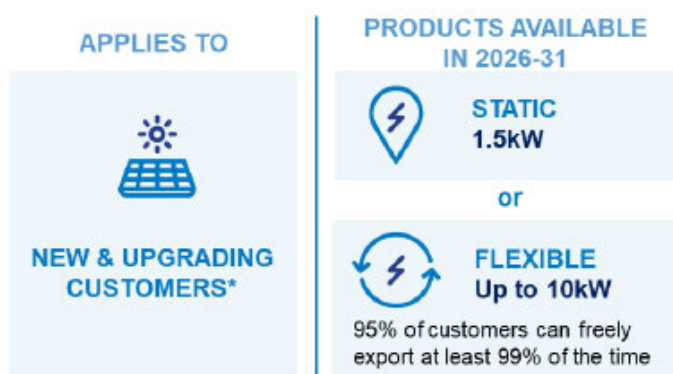 APPLIES TO
NEW & UPGRADING
CUSTOMERS*
PRODUCTS AVAILABLE
IN 2026-31
STATIC
1.5kW
or
FLEXIBLE
Up to 10kW
95% of customers can freely
export at least 99% of the time